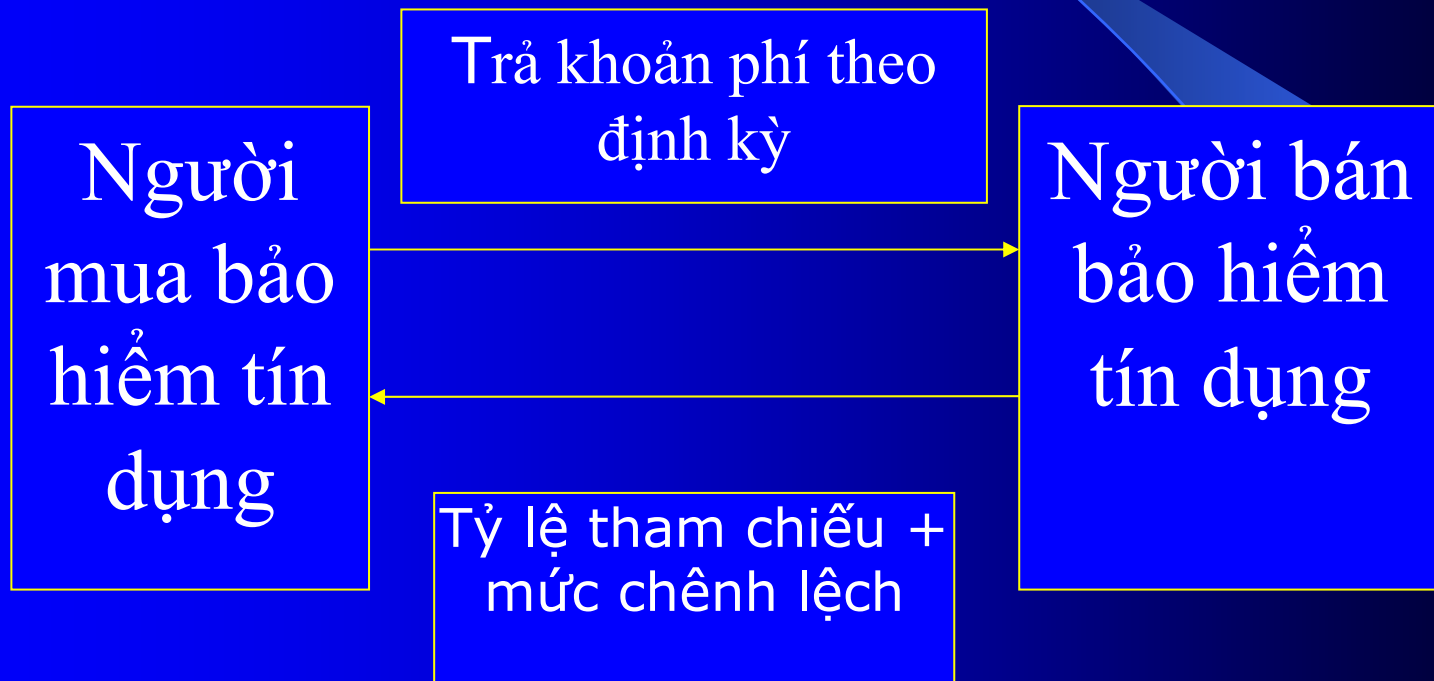 Trả khoản phí theo
định kỳ
Người
mua bảo
hiểm tín
dụng
Người bán
bảo hiểm
tín dụng
Tỷ lệ tham chiếu +
mức chênh lệch